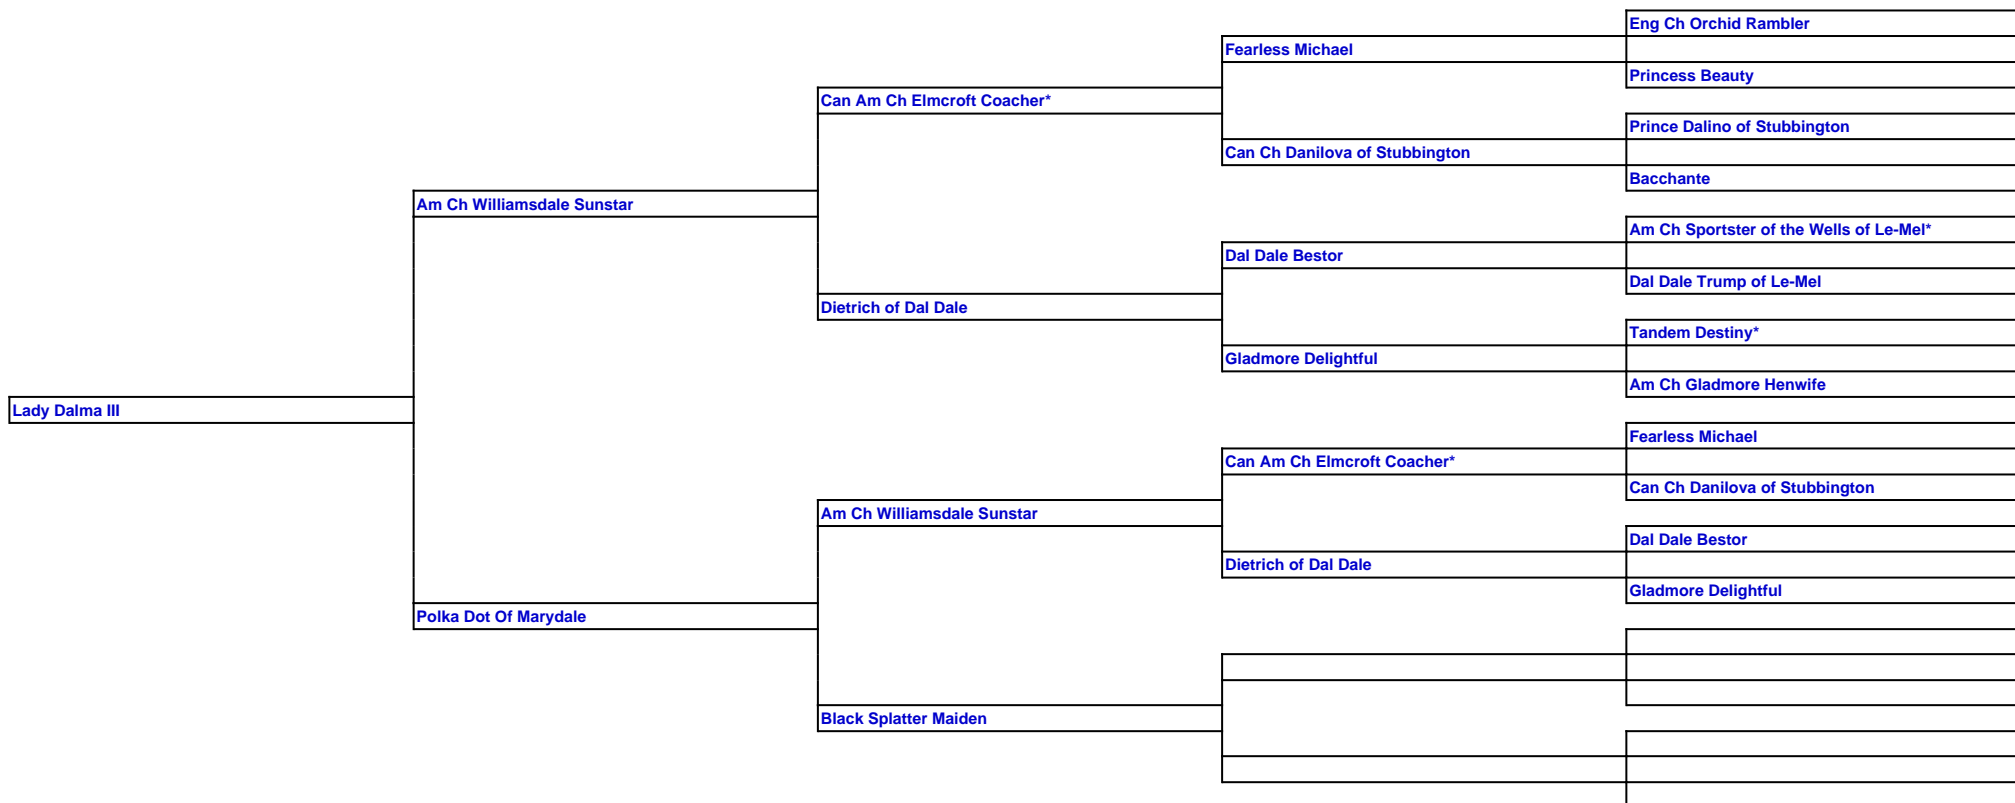 Eng Ch Orchid Rambler
Fearless Michael
Princess Beauty
Can Am Ch Elmcroft Coacher*
Prince Dalino of Stubbington
Can Ch Danilova of Stubbington
Bacchante
Am Ch Williamsdale Sunstar
Am Ch Sportster of the Wells of Le-Mel*
Dal Dale Bestor
Dal Dale Trump of Le-Mel
Dietrich of Dal Dale
Tandem Destiny*
Gladmore Delightful
Am Ch Gladmore Henwife
Lady Dalma III
Fearless Michael
Can Am Ch Elmcroft Coacher*
Can Ch Danilova of Stubbington
Am Ch Williamsdale Sunstar
Dal Dale Bestor
Dietrich of Dal Dale
Gladmore Delightful
Polka Dot Of Marydale
Black Splatter Maiden